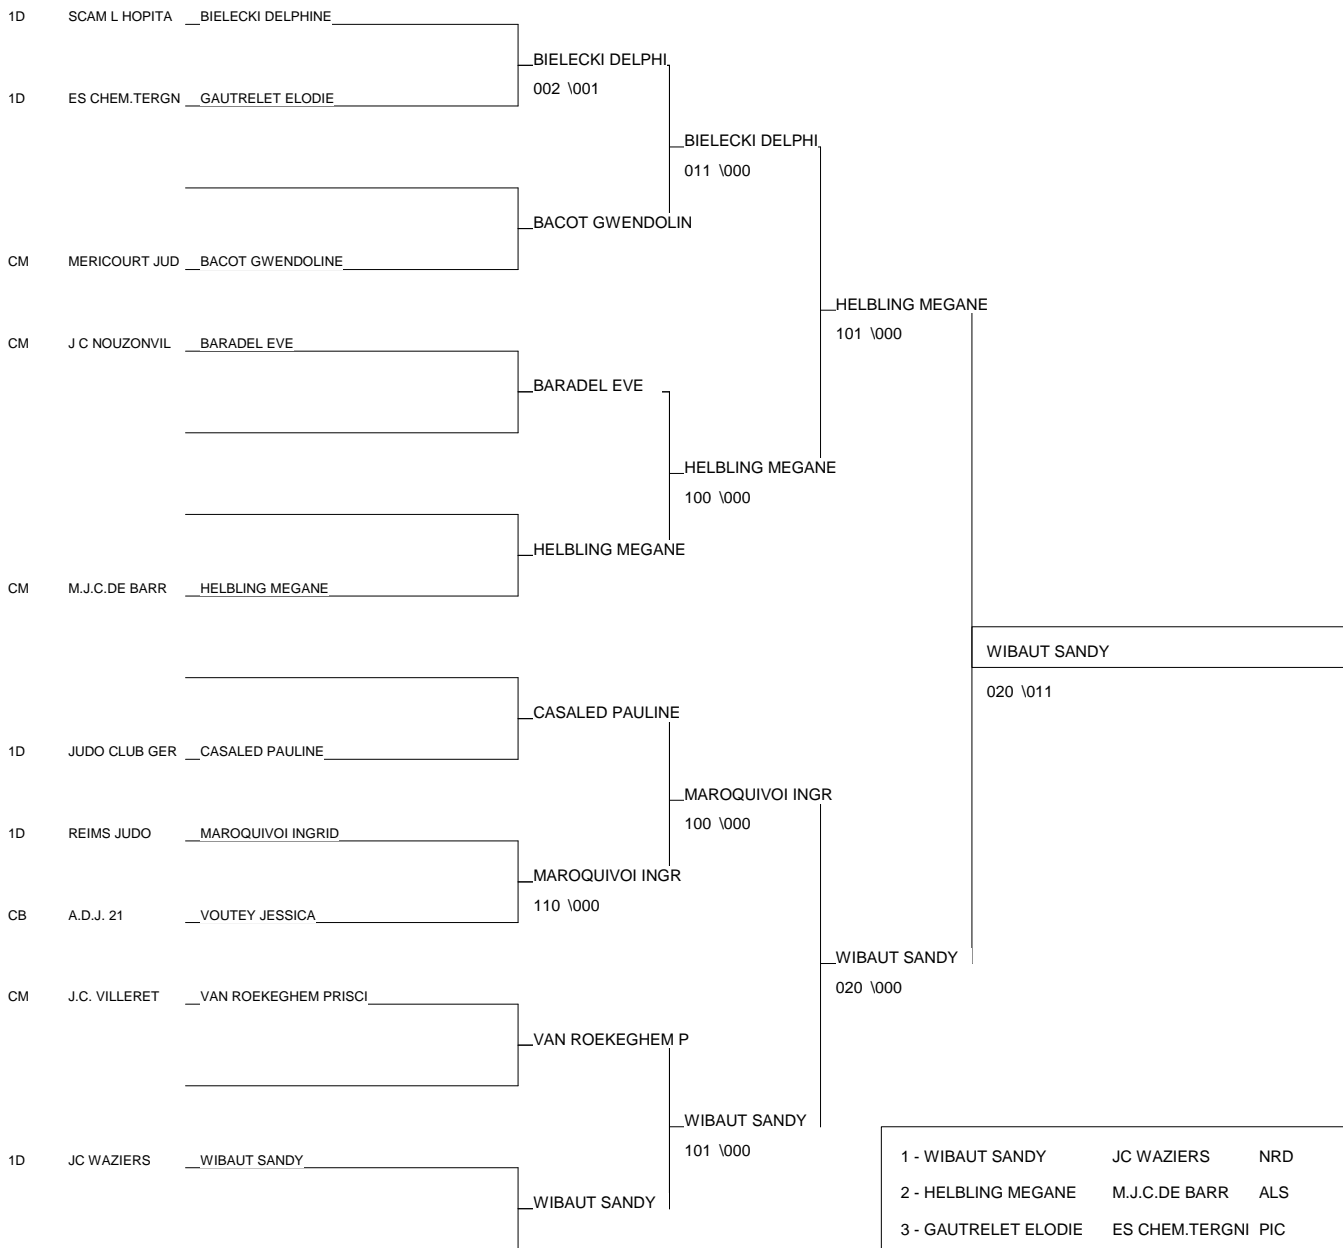 1D SCAM L HOPITA BIELECKI DELPHINE
BIELECKI DELPHI
002 \001
1D ES CHEM.TERGN GAUTRELET ELODIE
BIELECKI DELPHI
011 \000
BACOT GWENDOLIN
CM MERICOURT JUD BACOT GWENDOLINE
HELBLING MEGANE
101 \000
CM J C NOUZONVIL BARADEL EVE
BARADEL EVE
HELBLING MEGANE
100 \000
HELBLING MEGANE
CM M.J.C.DE BARR HELBLING MEGANE
WIBAUT SANDY
020 \011
CASALED PAULINE
1D JUDO CLUB GER CASALED PAULINE
MAROQUIVOI INGR
100 \000
1D REIMS JUDO MAROQUIVOI INGRID
MAROQUIVOI INGR
110 \000
CB A.D.J. 21 VOUTEY JESSICA
WIBAUT SANDY
020 \000
CM J.C. VILLERET VAN ROEKEGHEM PRISCI
VAN ROEKEGHEM P
WIBAUT SANDY
101 \000
1D JC WAZIERS WIBAUT SANDY
WIBAUT SANDY
1 - WIBAUT SANDY JC WAZIERS NRD
2 - HELBLING MEGANE M.J.C.DE BARR ALS
3 - GAUTRELET ELODIE ES CHEM.TERGNI PIC